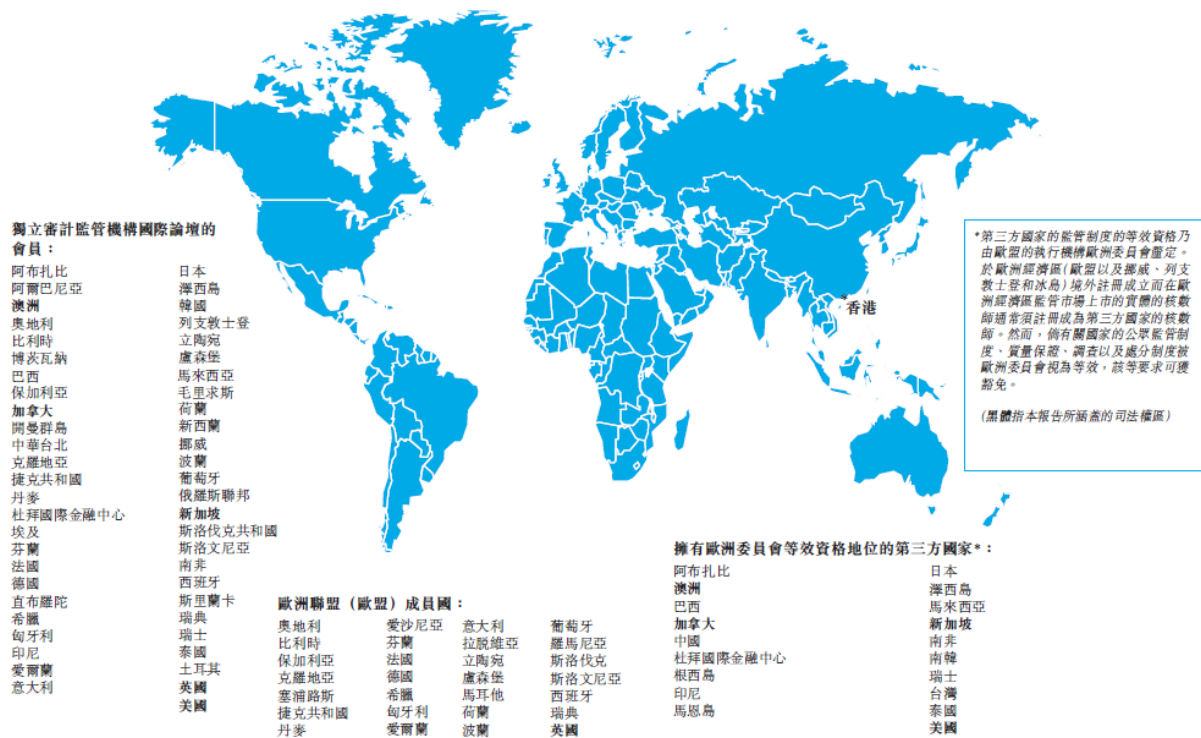 獨立審計監管機構國際論壇的
會員：
阿布扎比
阿爾巴尼亞
澳洲
奧地利
比利時
博茨瓦納
巴西
保加利亞
加拿大
開曼群島
中華台北
克羅地亞
捷克共和國
丹麥
杜拜國際金融中心
埃及
芬蘭
法國
德國
直布羅陀
希臘
匈牙利
印尼
愛爾蘭
意大利
日本
澤西島
韓國
列支敦士登
立陶宛
盧森堡
馬來西亞
毛里求斯
荷蘭
新西蘭
挪威
波蘭
葡萄牙
俄羅斯聯邦
新加坡
斯洛伐克共和國
斯洛文尼亞
南非
西班牙
斯里蘭卡
瑞典
瑞士
泰國
土耳其
英國
美國
歐洲聯盟（歐盟）成員國：
奧地利
比利時
保加利亞
克羅地亞
塞浦路斯
捷克共和國
丹麥
愛沙尼亞
芬蘭
法國
德國
希臘
匈牙利
愛爾蘭
意大利
拉脫維亞
立陶宛
盧森堡
馬耳他
荷蘭
波蘭
葡萄牙
羅馬尼亞
斯洛伐克
斯洛文尼亞
西班牙
瑞典
英國
擁有歐洲委員會等效資格地位的第三方國家*：
阿布扎比
澳洲
巴西
加拿大
中國
杜拜國際金融中心
根西島
印尼
馬恩島
日本
澤西島
馬來西亞
新加坡
南非
南韓
瑞士
台灣
泰國
美國
*香港
*第三方國家的監管制度的等效資格乃
由歐盟的執行機構歐洲委員會釐定。
於歐洲經濟區(歐盟以及挪威、列支
敦士登和冰島)境外註冊成立而在歐
洲經濟區監管市場上市的實體的核數
師通常須註冊成為第三方國家的核數
師。然而，倘有關國家的公眾監管制
度、質量保證、調查以及處分制度被
歐洲委員會視為等效，該等要求可獲
豁免。
(黑體指本報告所涵蓋的司法權區)